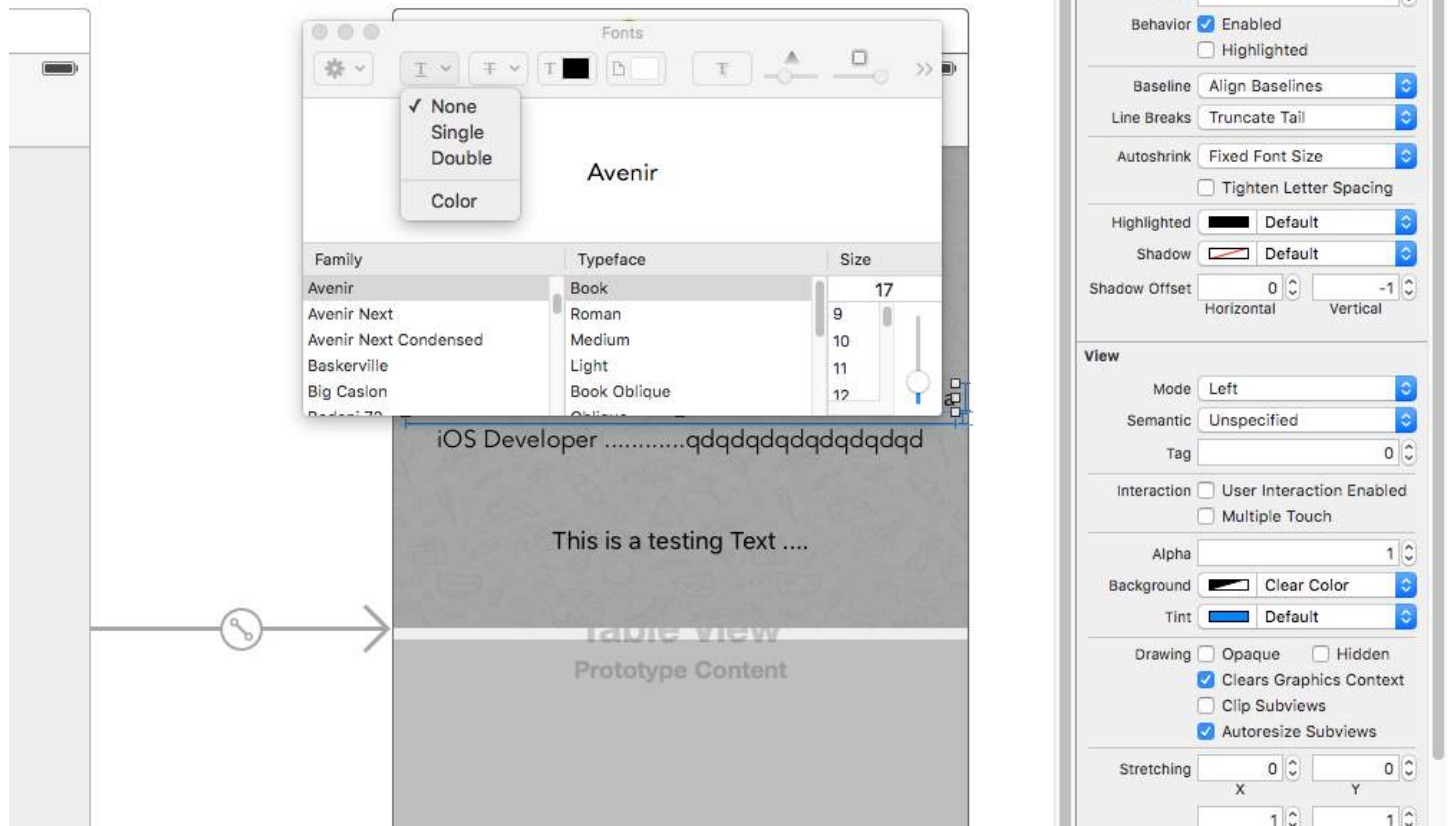 Fonts
T T T T
None
Single
Double
Color
Avenir
Family Typeface Size
Avenir Book 17
Avenir Next Roman 9
Avenir Next Condensed Medium 10
Baskerville Light 11
Big Caslon Book Oblique 12
Bodoni 72 Oblique
a
iOS Developer ............qdqdqdqdqdqdqdqd
This is a testing Text ....
Table View
Prototype Content
Behavior Enabled
Highlighted
Baseline Align Baselines
Line Breaks Truncate Tail
Autoshrink Fixed Font Size
Tighten Letter Spacing
Highlighted Default
Shadow Default
Shadow Offset 0 -1
Horizontal Vertical
View
Mode Left
Semantic Unspecified
Tag 0
Interaction User Interaction Enabled
Multiple Touch
Alpha 1
Background Clear Color
Tint Default
Drawing Opaque Hidden
Clears Graphics Context
Clip Subviews
Autoresize Subviews
Stretching 0 0
X Y
1 1